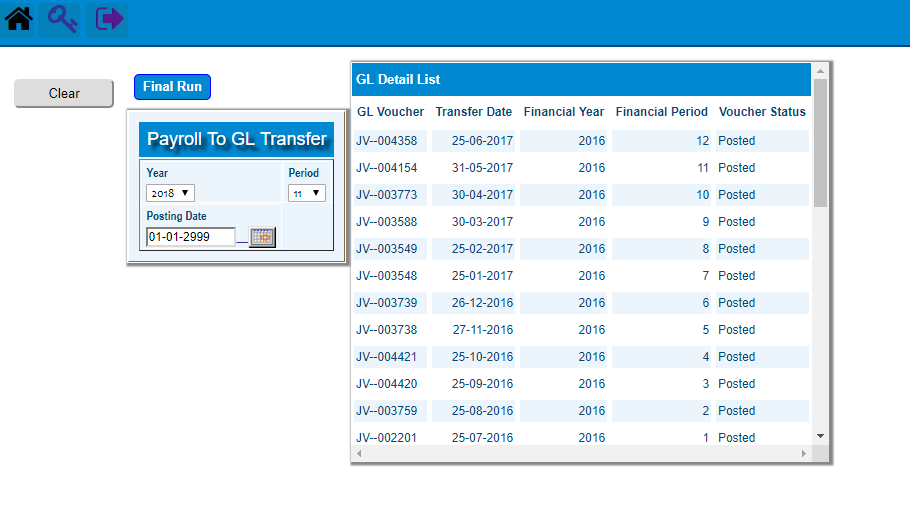 Clear
Final Run
Payroll To GL Transfer
Year Period
2018 11
Posting Date
01-01-2999
GL Detail List
GL Voucher Transfer Date Financial Year Financial Period Voucher Status
JV--004358 25-06-2017 2016 12 Posted
JV--004154 31-05-2017 2016 11 Posted
JV--003773 30-04-2017 2016 10 Posted
JV--003588 30-03-2017 2016 9 Posted
JV--003549 25-02-2017 2016 8 Posted
JV--003548 25-01-2017 2016 7 Posted
JV--003739 26-12-2016 2016 6 Posted
JV--003738 27-11-2016 2016 5 Posted
JV--004421 25-10-2016 2016 4 Posted
JV--004420 25-09-2016 2016 3 Posted
JV--003759 25-08-2016 2016 2 Posted
JV--002201 25-07-2016 2016 1 Posted